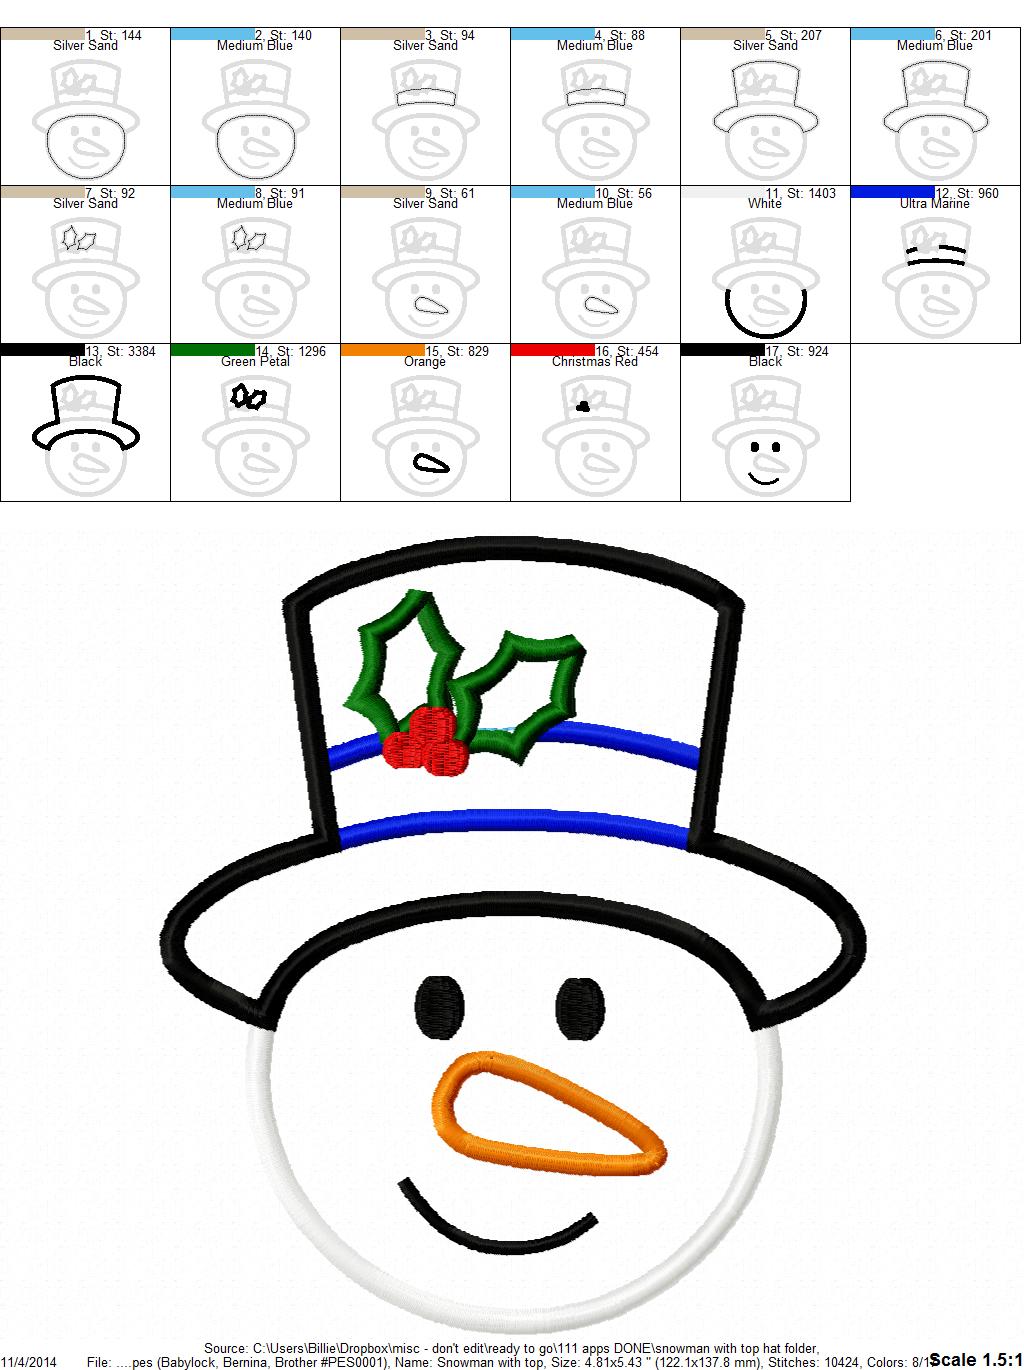 1, St: 144
Silver Sand
2, St: 140
Medium Blue
3, St: 94
Silver Sand
4, St: 88
Medium Blue
5, St: 207
Silver Sand
6, St: 201
Medium Blue
7, St: 92
Silver Sand
8, St: 91
Medium Blue
9, St: 61
Silver Sand
10, St: 56
Medium Blue
11, St: 1403
White
12, St: 960
Ultra Marine
13, St: 3384
Black
14, St: 1296
Green Petal
15, St: 829
Orange
16, St: 454
Christmas Red
17, St: 924
Black
Source: C:\Users\Billie\Dropbox\misc - don't edit\ready to go\111 apps DONE\snowman with top hat folder,
11/4/2014 File: ....pes (Babylock, Bernina, Brother #PES0001), Name: Snowman with top, Size: 4.81x5.43 " (122.1x137.8 mm), Stitches: 10424, Colors: 8/1 Scale 1.5:1